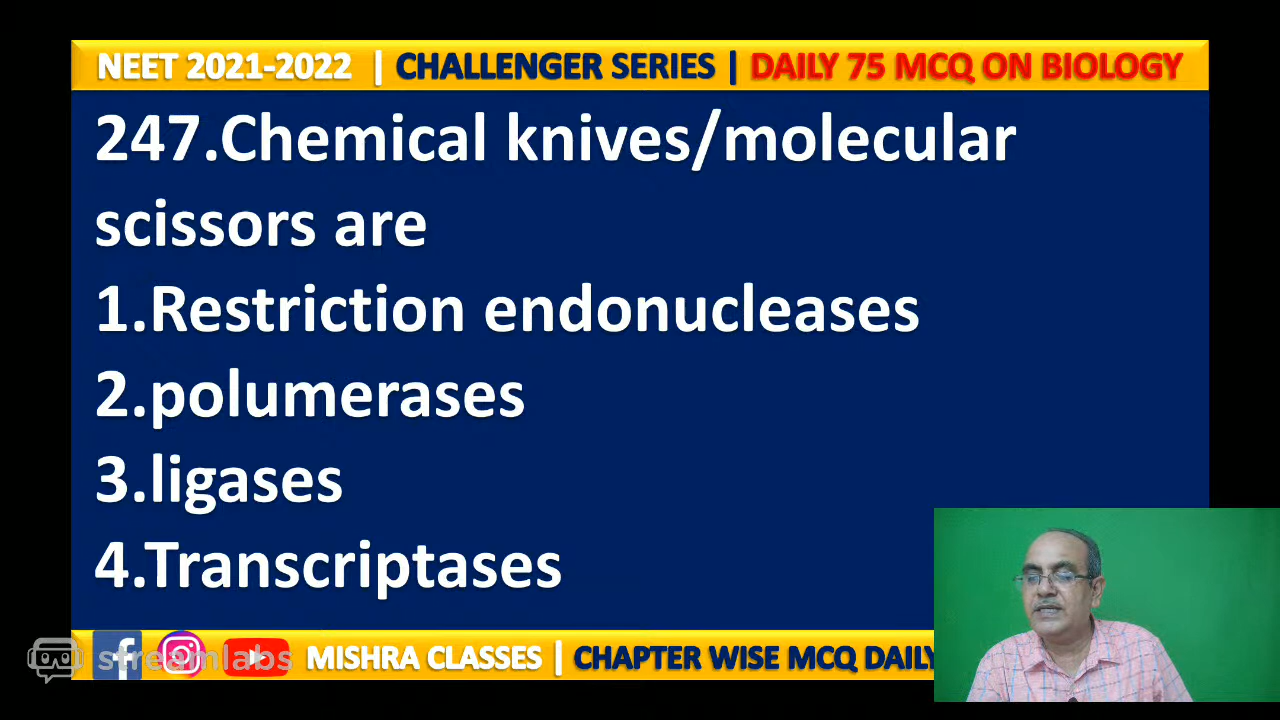 NEET 2021-2022 | CHALLENGER SERIES | DAILY 75 MCQ ON BIOLOGY
247.Chemical knives/molecular
scissors are
1.Restriction endonucleases
2.polumerases
3.ligases
4.Transcriptases
streamlabs
MISHRA CLASSES | CHAPTER WISE MCQ DAILY